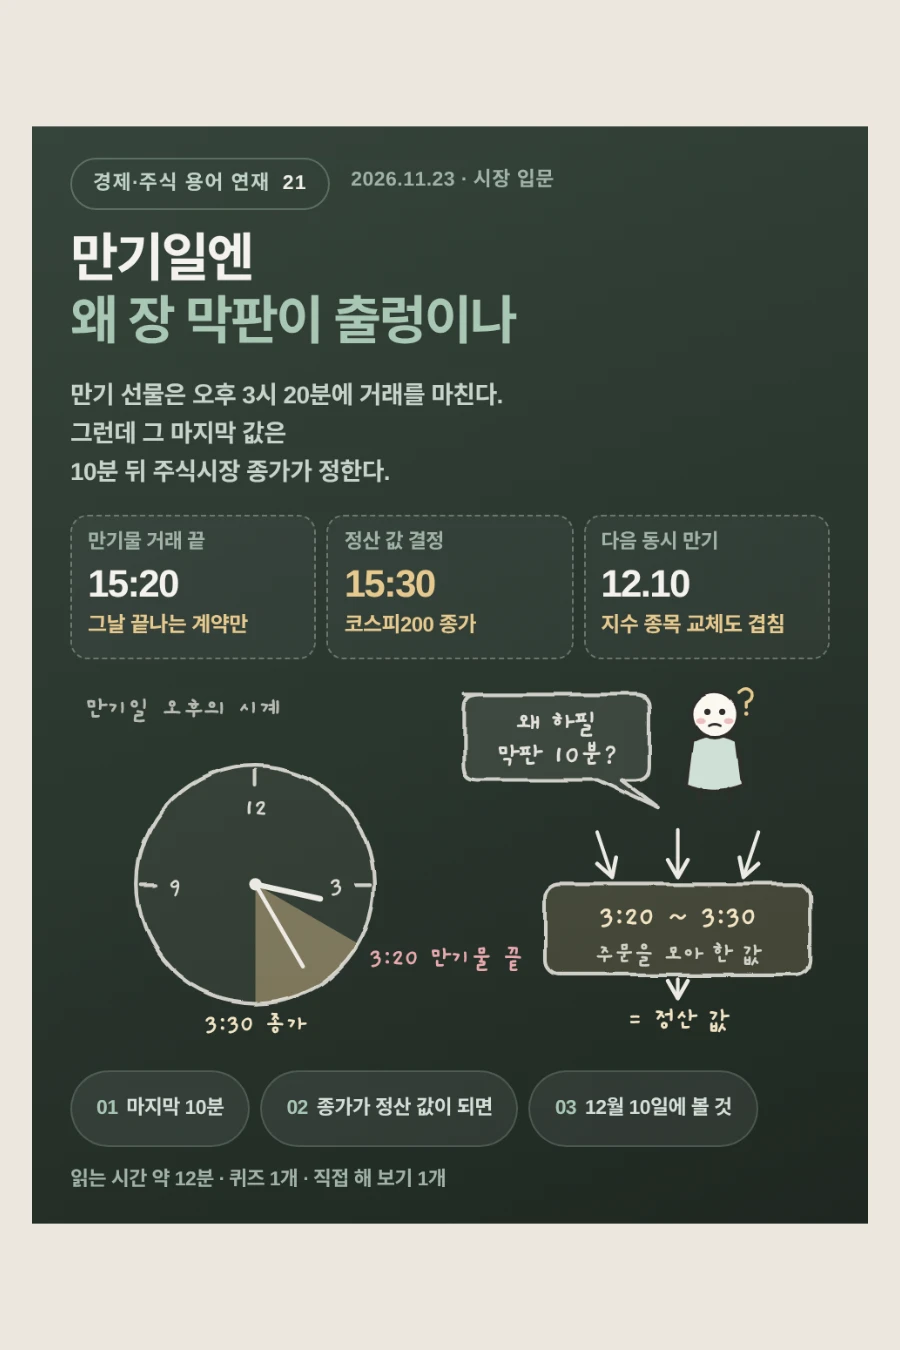 경제·주식 용어 연재 21
2026.11.23 · 시장 입문
만기일엔
왜 장 막판이 출렁이나
만기 선물은 오후 3시 20분에 거래를 마친다.
그런데 그 마지막 값은
10분 뒤 주식시장 종가가 정한다.
만기물 거래 끝
15:20
그날 끝나는 계약만
정산 값 결정
15:30
코스피200 종가
다음 동시 만기
12.10
지수 종목 교체도 겹침
만기일 오후의 시계
12
9
3
3:20 만기물 끝
3:30 종가
왜 하필
막판 10분?
?
3:20 ~ 3:30
주문을 모아 한 값
= 정산 값
01 마지막 10분
02 종가가 정산 값이 되면
03 12월 10일에 볼 것
읽는 시간 약 12분 · 퀴즈 1개 · 직접 해 보기 1개